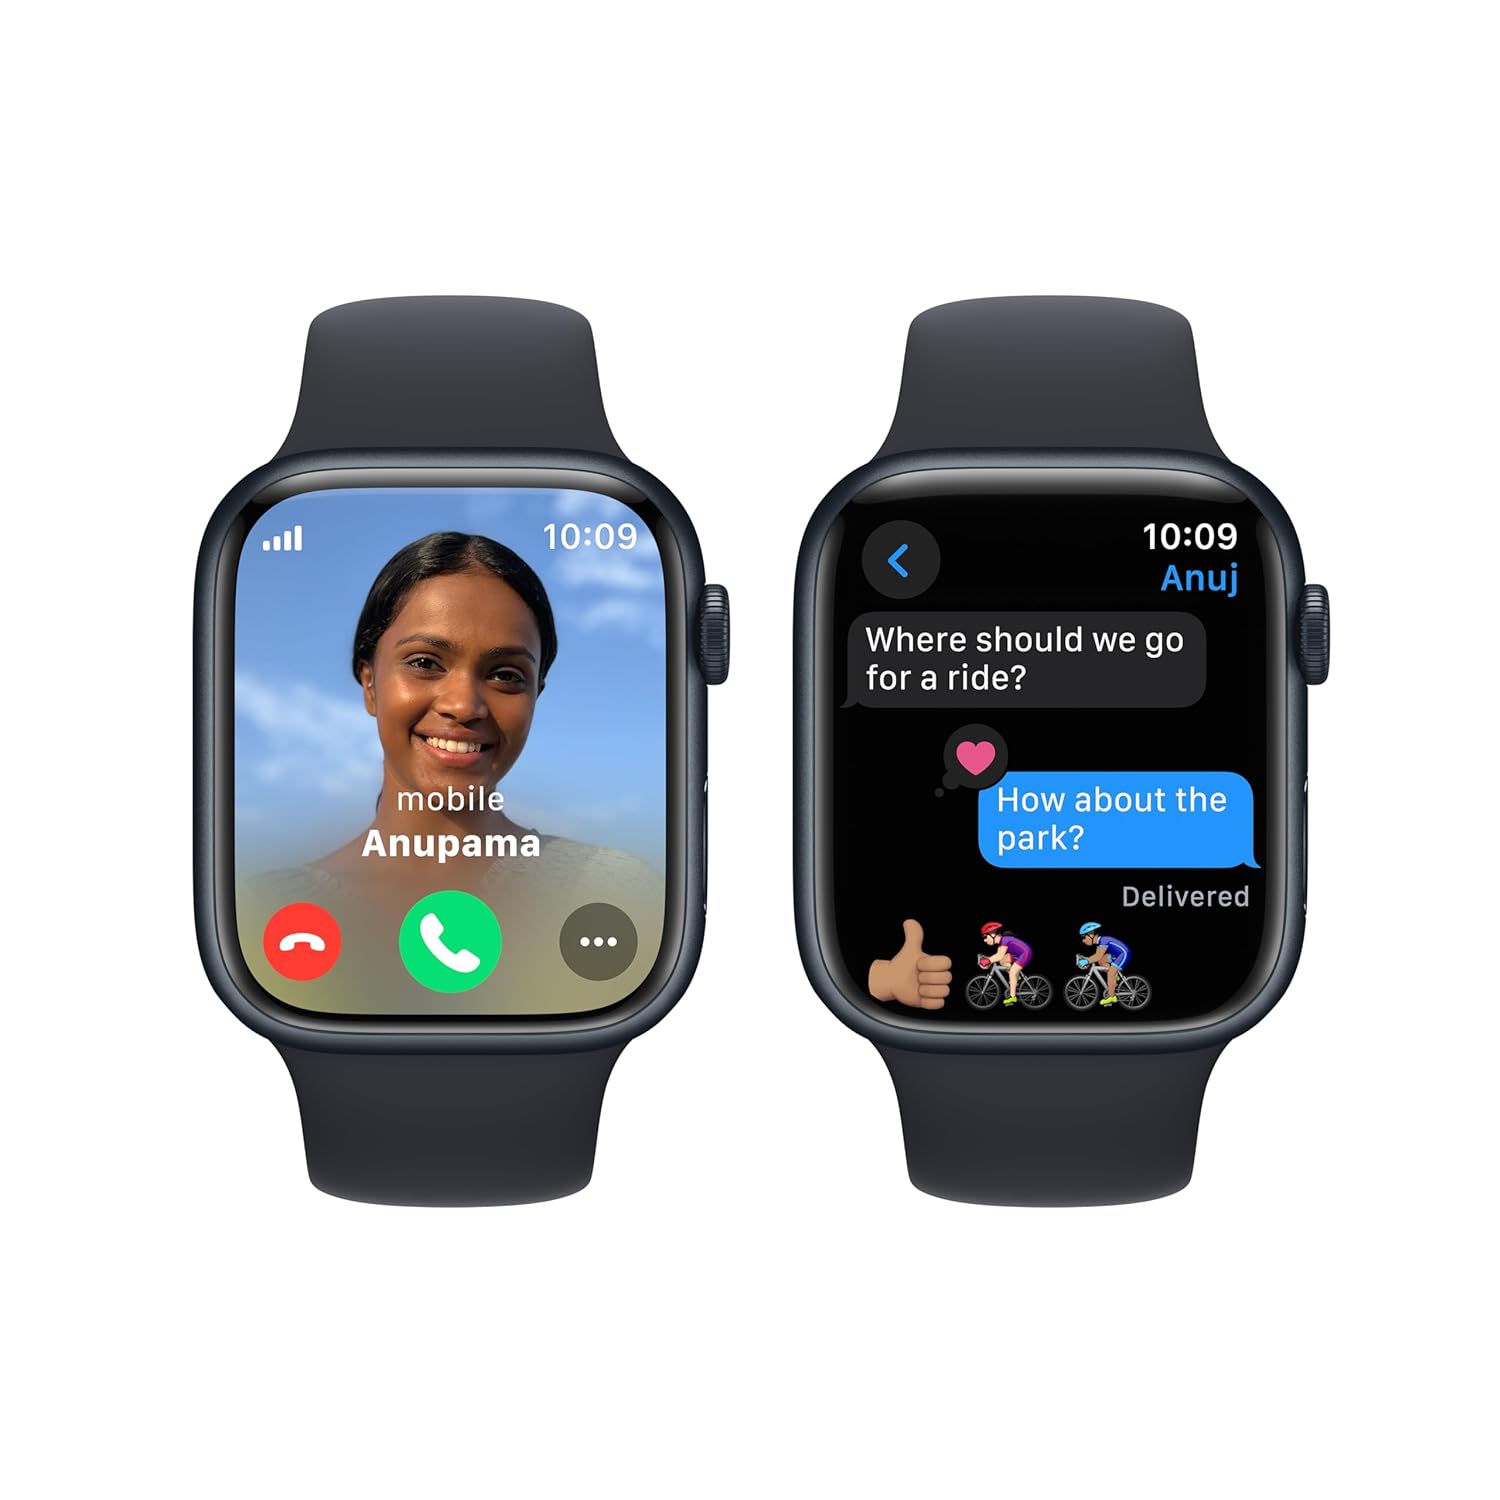 10:09
mobile
Anupama
10:09
Anuj
Where should we go
for a ride?
How about the
park?
Delivered